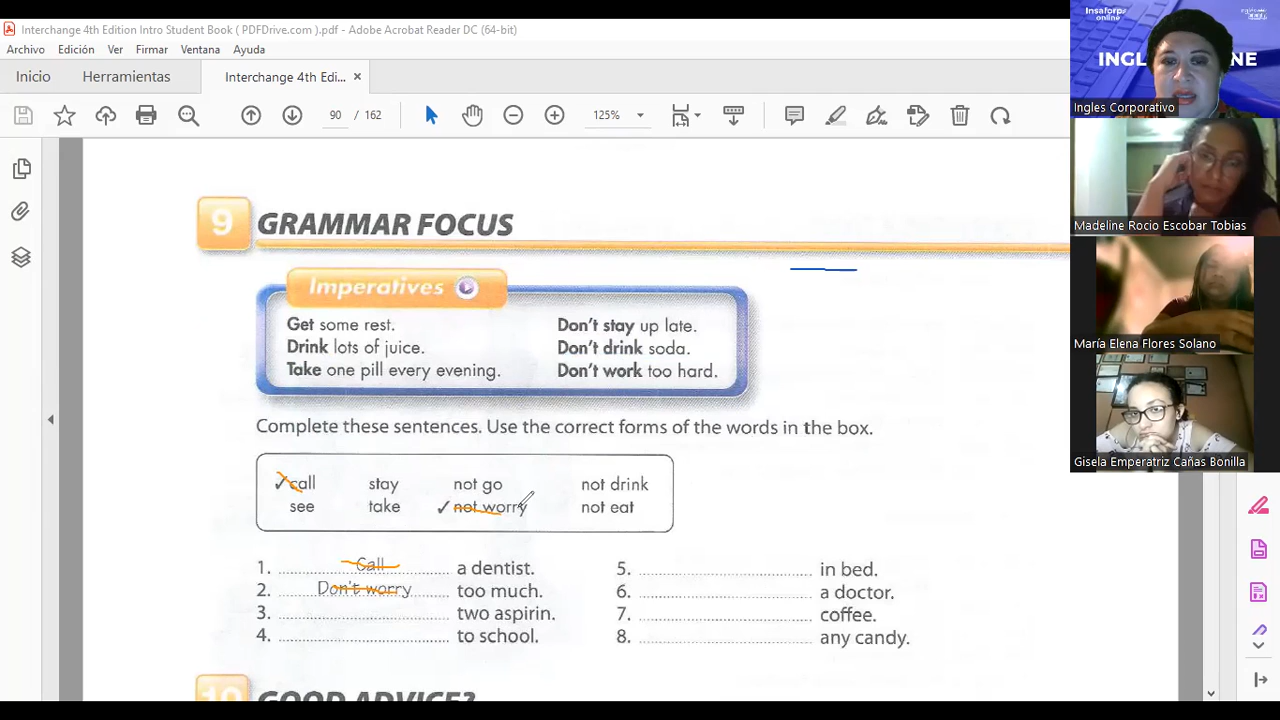 Interchange 4th Edition Intro Student Book ( PDFDrive.com ).pdf - Adobe Acrobat Reader DC (64-bit)
Archivo Edición Ver Firmar Ventana Ayuda
Inicio Herramientas Interchange 4th Edi... ×
90 / 162 125%
9 GRAMMAR FOCUS
Imperatives
Get some rest. Don't stay up late.
Drink lots of juice. Don't drink soda.
Take one pill every evening. Don't work too hard.
Complete these sentences. Use the correct forms of the words in the box.
✓ call stay not go not drink
see take ✓ not worry not eat
1. Call a dentist. 5. in bed.
2. Don't worry too much. 6. a doctor.
3. two aspirin. 7. coffee.
4. to school. 8. any candy.
10 GOOD ADVICE?
Insaforp online
INGL NE
Ingles Corporativo
Madeline Rocio Escobar Tobias
María Elena Flores Solano
Gisela Emperatriz Cañas Bonilla